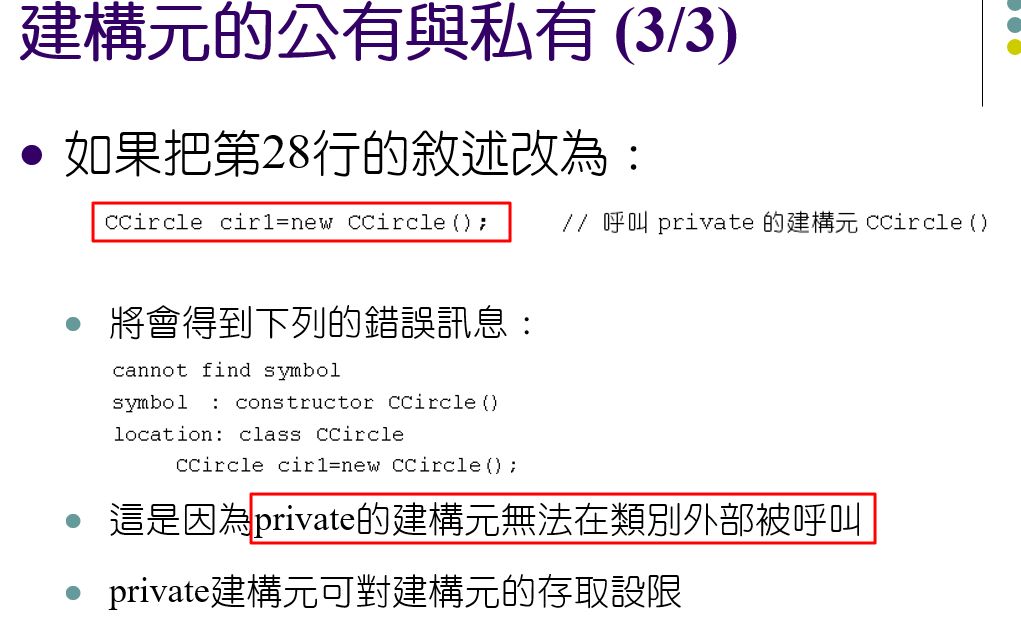 建構元的公有與私有 (3/3)
如果把第28行的敘述改為：
CCircle cir1=new CCircle(); // 呼叫 private 的建構元 CCircle()
將會得到下列的錯誤訊息：
cannot find symbol
symbol : constructor CCircle()
location: class CCircle
CCircle cir1=new CCircle();
這是因為private的建構元無法在類別外部被呼叫
private建構元可對建構元的存取設限